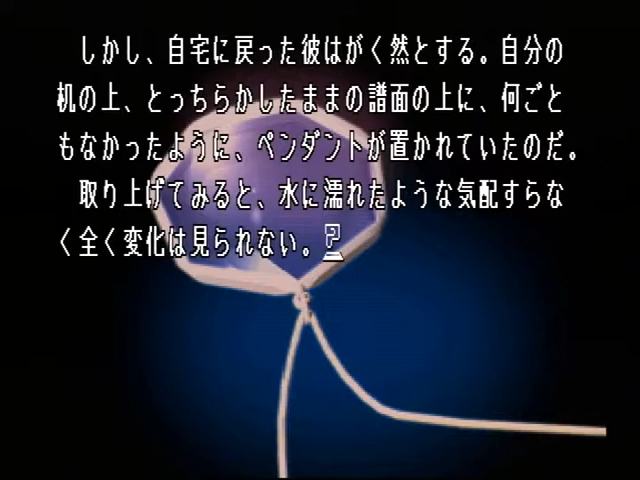 しかし、自宅に戻った彼はがく然とする。自分の
机の上、とっちらかしたままの譜面の上に、何ごと
もなかったように、ペンダントが置かれていたのだ。
取り上げてみると、水に濡れたような気配すらな
く全く変化は見られない。